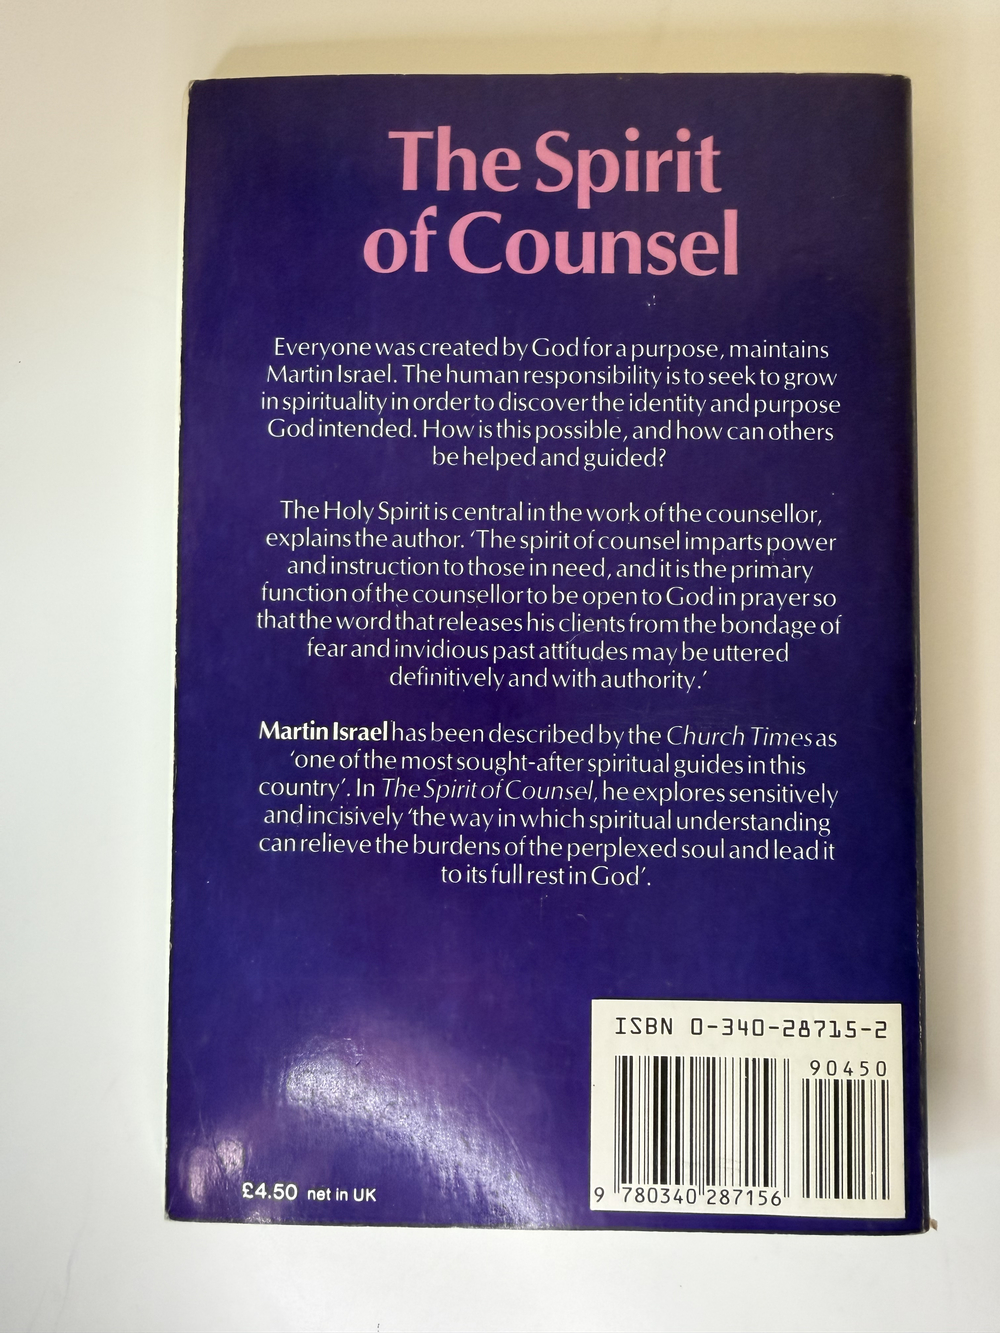 The Spirit
of Counsel
Everyone was created by God for a purpose, maintains
Martin Israel. The human responsibility is to seek to grow
in spirituality in order to discover the identity and purpose
God intended. How is this possible, and how can others
be helped and guided?
The Holy Spirit is central in the work of the counsellor,
explains the author. ‘The spirit of counsel imparts power
and instruction to those in need, and it is the primary
function of the counsellor to be open to God in prayer so
that the word that releases his clients from the bondage of
fear and invidious past attitudes may be uttered
definitively and with authority.’
Martin Israel has been described by the Church Times as
‘one of the most sought-after spiritual guides in this
country’. In The Spirit of Counsel, he explores sensitively
and incisively ‘the way in which spiritual understanding
can relieve the burdens of the perplexed soul and lead it
to its full rest in God’.
ISBN 0-340-28715-2
90450
9 780340 287156
£4.50 net in UK